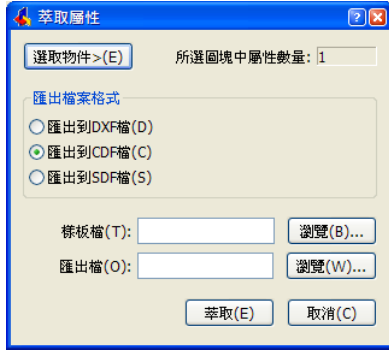 萃取屬性
選取物件>(E) 所選圖塊中屬性數量: 1
匯出檔案格式
匯出到DXF檔(D)
匯出到CDF檔(C)
匯出到SDF檔(S)
樣板檔(T): 瀏覽(B)...
匯出檔(O): 瀏覽(W)...
萃取(E) 取消(C)